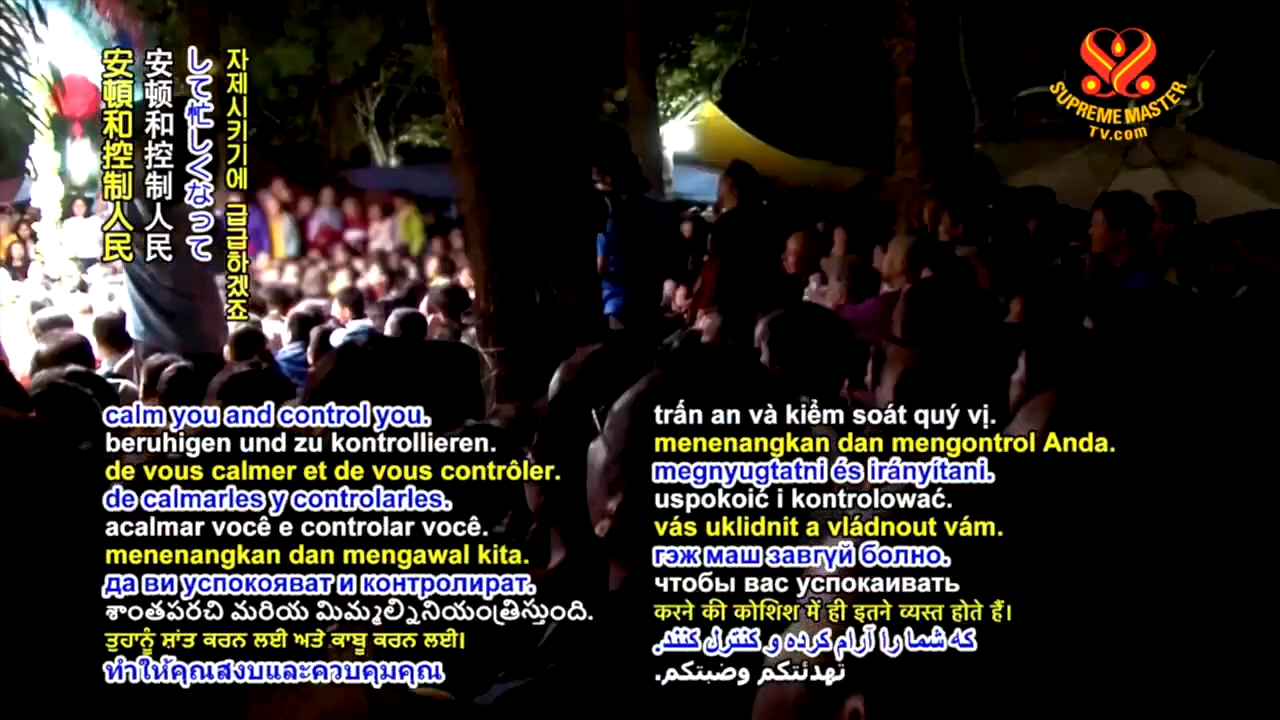 安頓和控制人民
安顿和控制人民
して忙しくなって
자제시키기에 급급하겠죠
SUPREME MASTER
TV.com
calm you and control you.
beruhigen und zu kontrollieren.
de vous calmer et de vous contrôler.
de calmarles y controlarles.
acalmar você e controlar você.
menenangkan dan mengawal kita.
да ви успокояват и контролират.
శాంతపరచి మరియ మిమ్మల్నినియంత్రిస్తుంది.
ਤੁਹਾਨੂੰ ਸ਼ਾਂਤ ਕਰਨ ਲਈ ਅਤੇ ਕਾਬੂ ਕਰਨ ਲਈ।
ทำให้คุณสงบและควบคุมคุณ
trấn an và kiểm soát quý vị.
menenangkan dan mengontrol Anda.
megnyugtatni és irányítani.
uspokoić i kontrolować.
vás uklidnit a vládnout vám.
гэж маш завгүй болно.
чтобы вас успокаивать
करने की कोशिश में ही इतने व्यस्त होते हैं।
که شما را آرام کرده و کنترل کنند.
تهدئتكم وضبتكم.